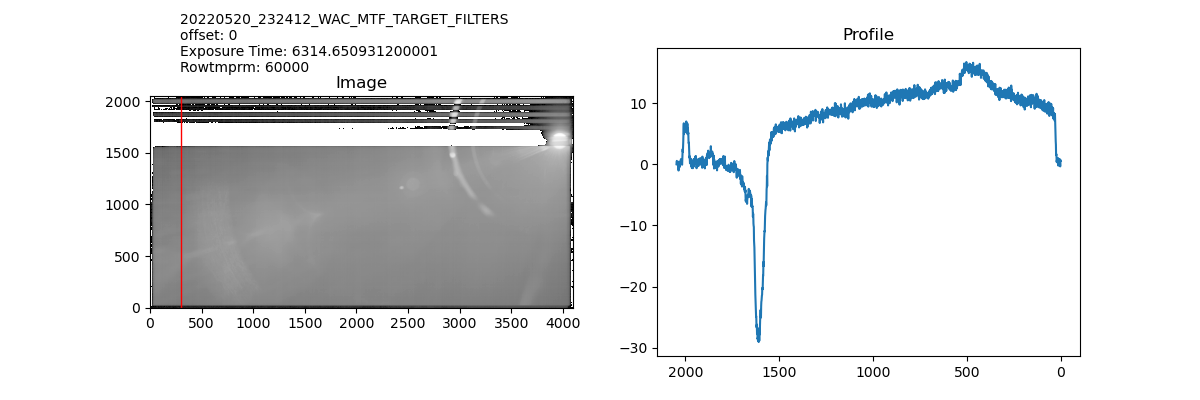 20220520_232412_WAC_MTF_TARGET_FILTERS
offset: 0
Exposure Time: 6314.650931200001
Rowtmprm: 60000
Image
2000
1500
1000
500
0
0 500 1000 1500 2000 2500 3000 3500 4000
Profile
10
0
−10
−20
−30
2000 1500 1000 500 0